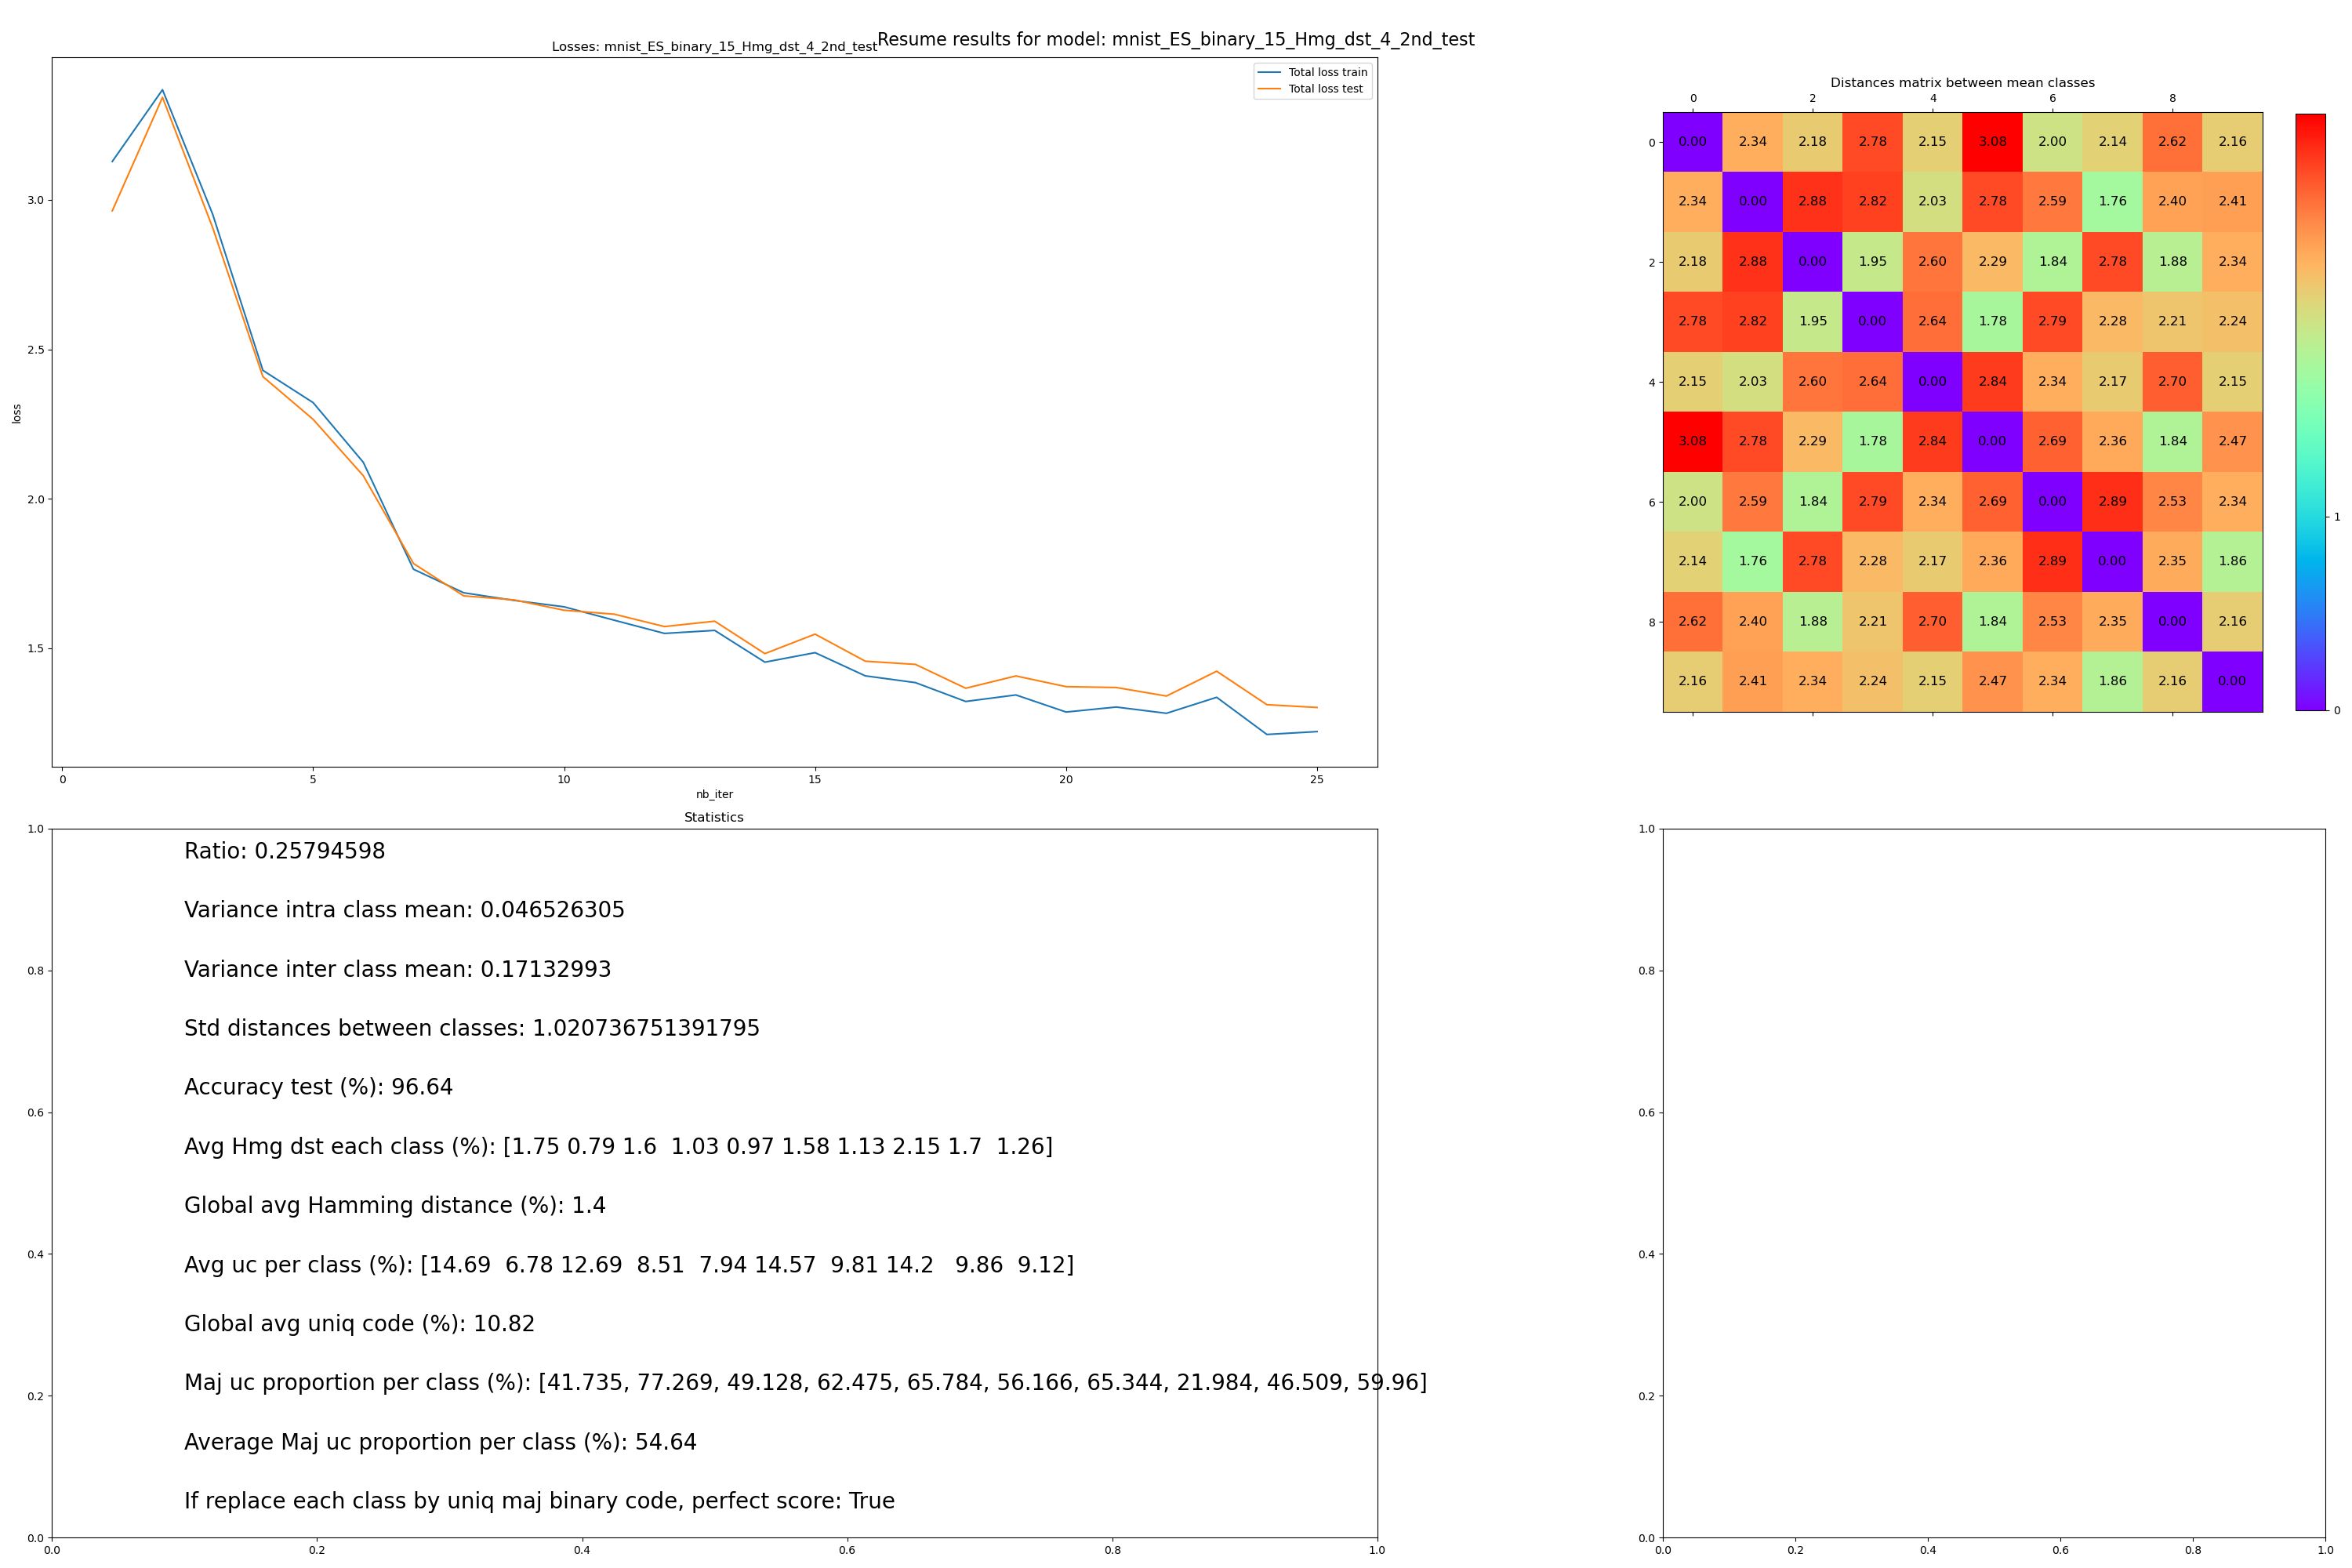 Resume results for model: mnist_ES_binary_15_Hmg_dst_4_2nd_test
Losses: mnist_ES_binary_15_Hmg_dst_4_2nd_test
Total loss train
Total loss test
3.0
2.5
2.0
1.5
loss
0 5 10 15 20 25
nb_iter
Distances matrix between mean classes
0 2 4 6 8
0 0.00 2.34 2.18 2.78 2.15 3.08 2.00 2.14 2.62 2.16
2.34 0.00 2.88 2.82 2.03 2.78 2.59 1.76 2.40 2.41
2 2.18 2.88 0.00 1.95 2.60 2.29 1.84 2.78 1.88 2.34
2.78 2.82 1.95 0.00 2.64 1.78 2.79 2.28 2.21 2.24
4 2.15 2.03 2.60 2.64 0.00 2.84 2.34 2.17 2.70 2.15
3.08 2.78 2.29 1.78 2.84 0.00 2.69 2.36 1.84 2.47
6 2.00 2.59 1.84 2.79 2.34 2.69 0.00 2.89 2.53 2.34
2.14 1.76 2.78 2.28 2.17 2.36 2.89 0.00 2.35 1.86
8 2.62 2.40 1.88 2.21 2.70 1.84 2.53 2.35 0.00 2.16
2.16 2.41 2.34 2.24 2.15 2.47 2.34 1.86 2.16 0.00
1
0
Statistics
1.0
0.8
0.6
0.4
0.2
0.0
Ratio: 0.25794598
Variance intra class mean: 0.046526305
Variance inter class mean: 0.17132993
Std distances between classes: 1.020736751391795
Accuracy test (%): 96.64
Avg Hmg dst each class (%): [1.75 0.79 1.6  1.03 0.97 1.58 1.13 2.15 1.7  1.26]
Global avg Hamming distance (%): 1.4
Avg uc per class (%): [14.69  6.78 12.69  8.51  7.94 14.57  9.81 14.2   9.86  9.12]
Global avg uniq code (%): 10.82
Maj uc proportion per class (%): [41.735, 77.269, 49.128, 62.475, 65.784, 56.166, 65.344, 21.984, 46.509, 59.96]
Average Maj uc proportion per class (%): 54.64
If replace each class by uniq maj binary code, perfect score: True
0.0 0.2 0.4 0.6 0.8 1.0
1.0
0.8
0.6
0.4
0.2
0.0
0.0 0.2 0.4 0.6 0.8 1.0